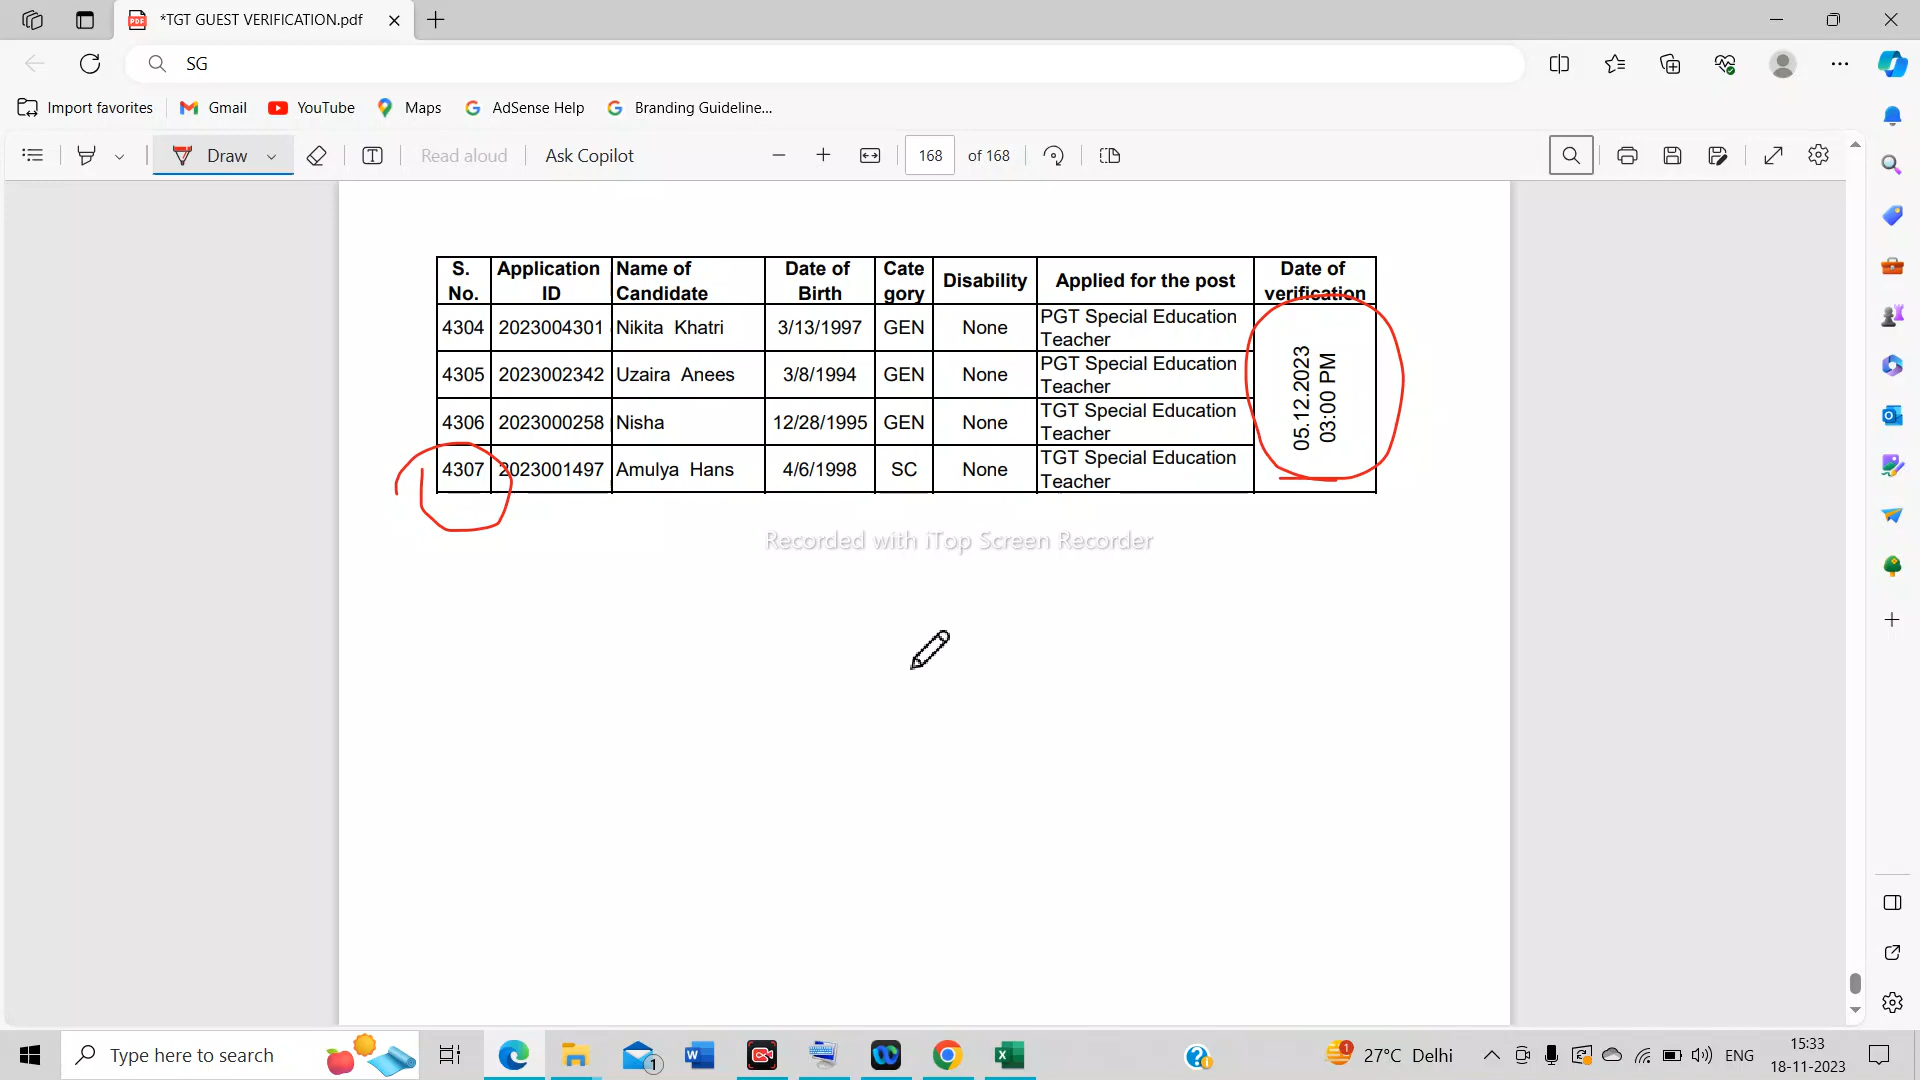 *TGT GUEST VERIFICATION.pdf
SG
Import favorites Gmail YouTube Maps AdSense Help Branding Guideline...
Draw Read aloud Ask Copilot 168 of 168
S. No. Application ID Name of Candidate Date of Birth Cate gory Disability Applied for the post Date of verification
4304 2023004301 Nikita Khatri 3/13/1997 GEN None PGT Special Education Teacher
4305 2023002342 Uzaira Anees 3/8/1994 GEN None PGT Special Education Teacher
4306 2023000258 Nisha 12/28/1995 GEN None TGT Special Education Teacher
4307 2023001497 Amulya Hans 4/6/1998 SC None TGT Special Education Teacher
05.12.2023
03:00 PM
Recorded with iTop Screen Recorder
Type here to search
1
1
27°C Delhi
ENG
15:33
18-11-2023